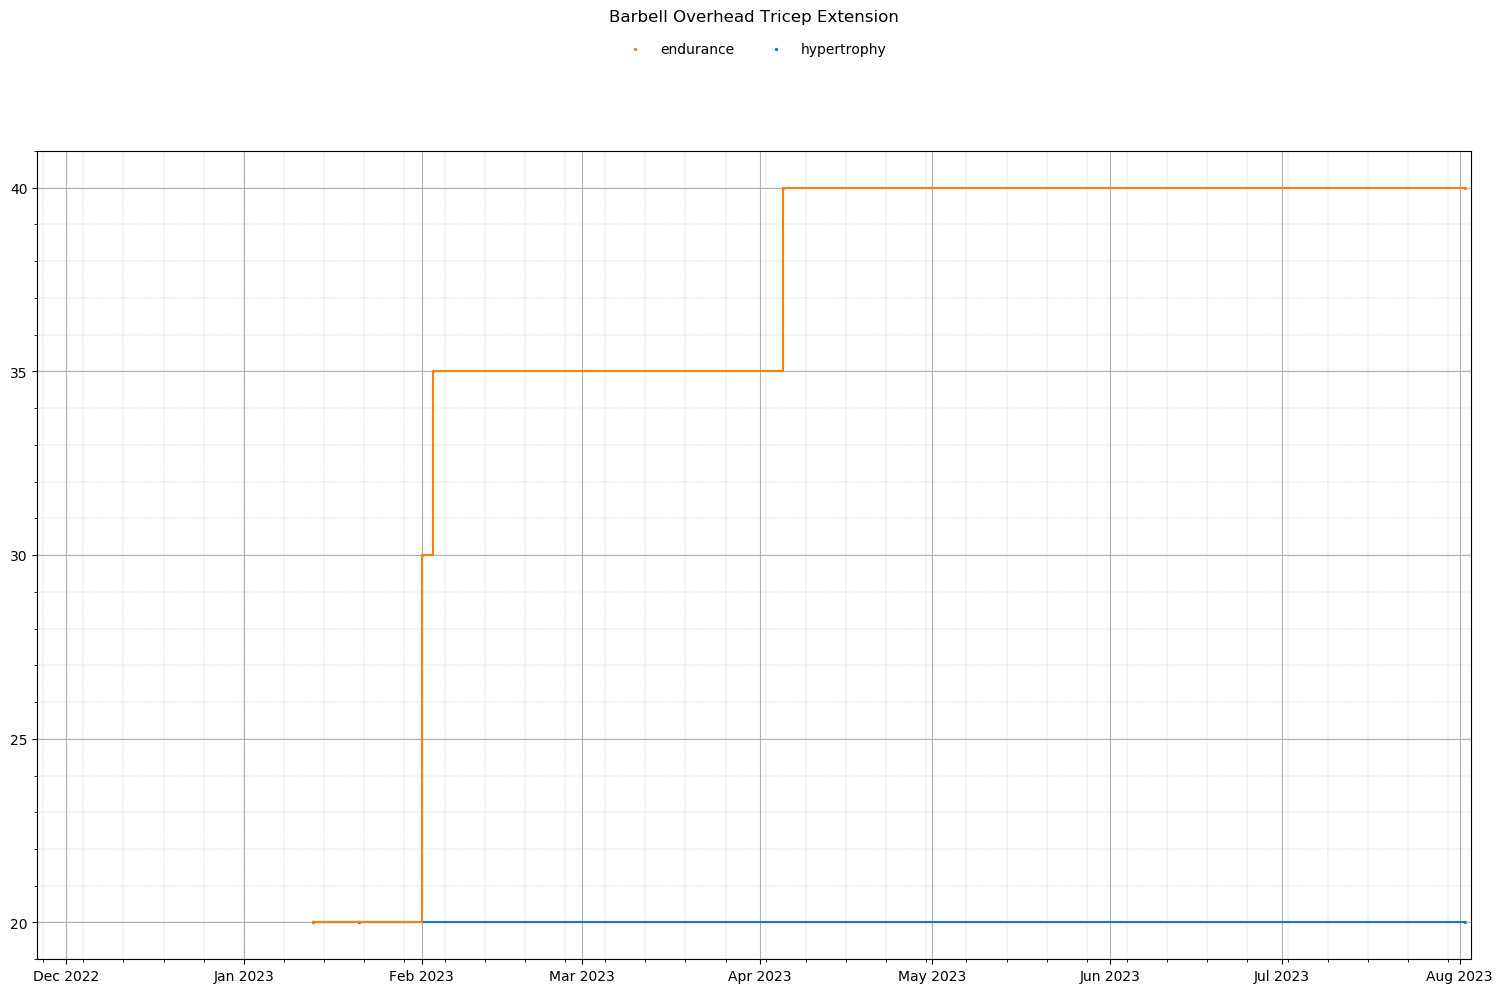 Barbell Overhead Tricep Extension
endurance hypertrophy
40
35
30
25
20
Dec 2022 Jan 2023 Feb 2023 Mar 2023 Apr 2023 May 2023 Jun 2023 Jul 2023 Aug 2023